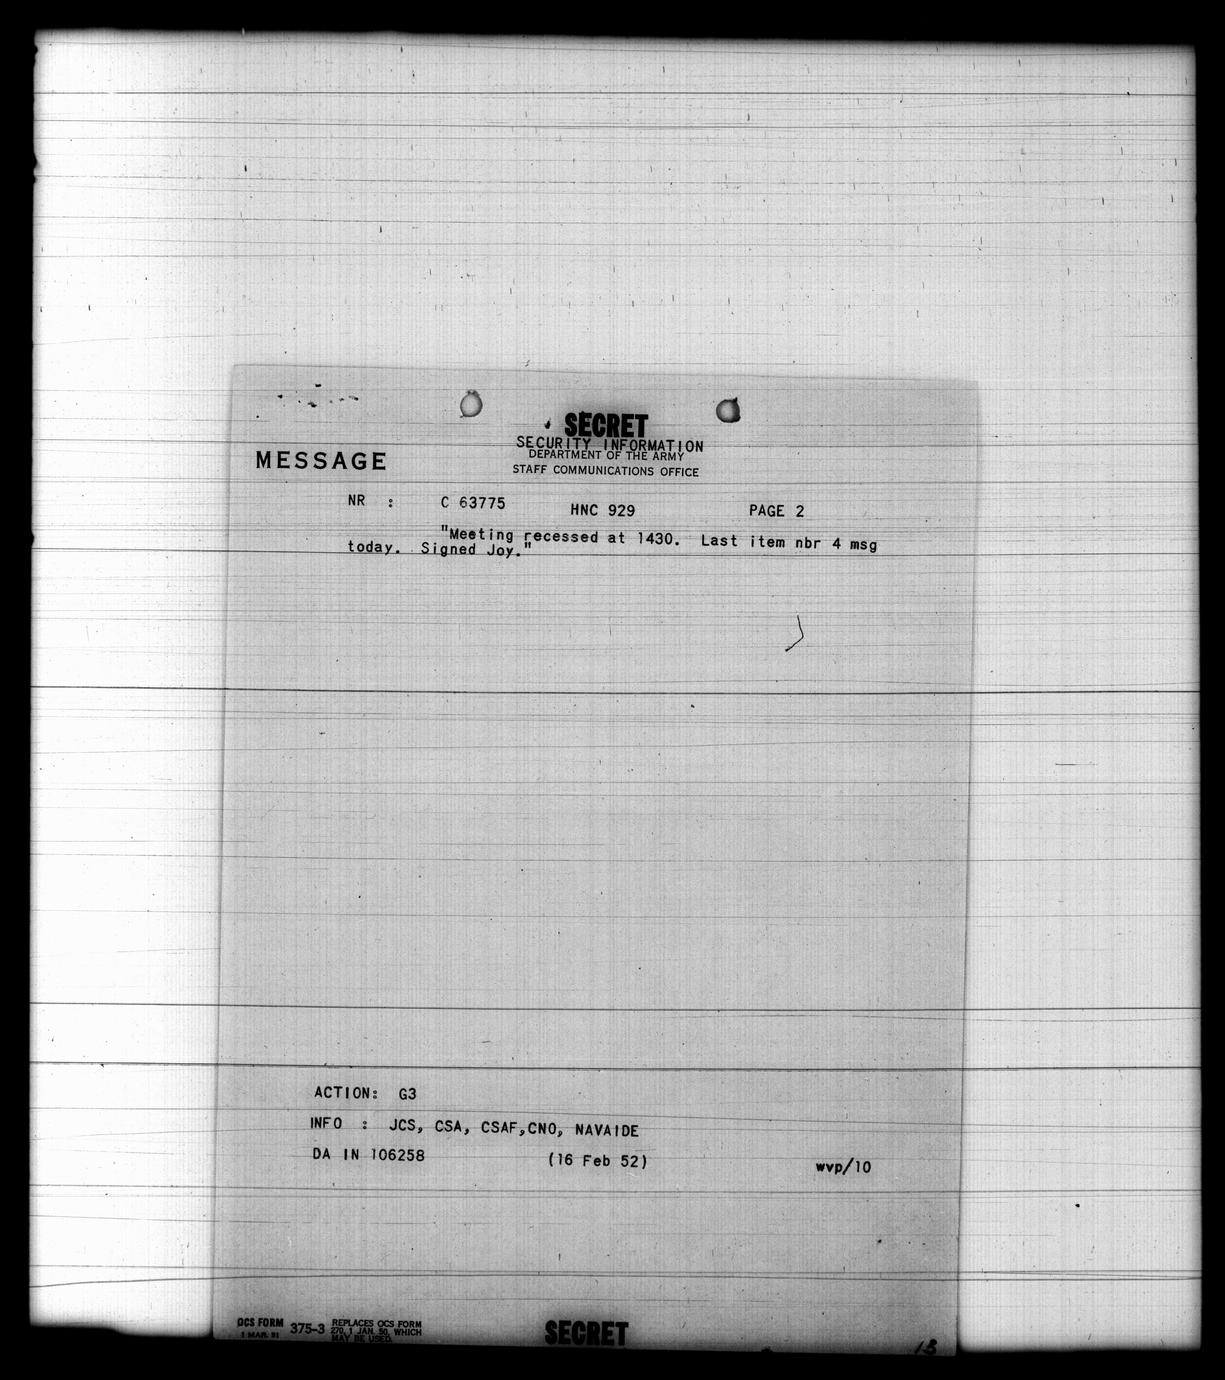 SECRET
SECURITY INFORMATION
DEPARTMENT OF THE ARMY
MESSAGE
STAFF COMMUNICATIONS OFFICE
NR : C 63775 HNC 929 PAGE 2
"Meeting recessed at 1430. Last item nbr 4 msg
today. Signed Joy."
ACTION: G3
INFO : JCS, CSA, CSAF,CNO, NAVAIDE
DA IN 106258 (16 Feb 52) wvp/10
OCS FORM 375-3 REPLACES OCS FORM
1 MAR. 51 270, 1 JAN. 50, WHICH
MAY BE USED.
SECRET
13